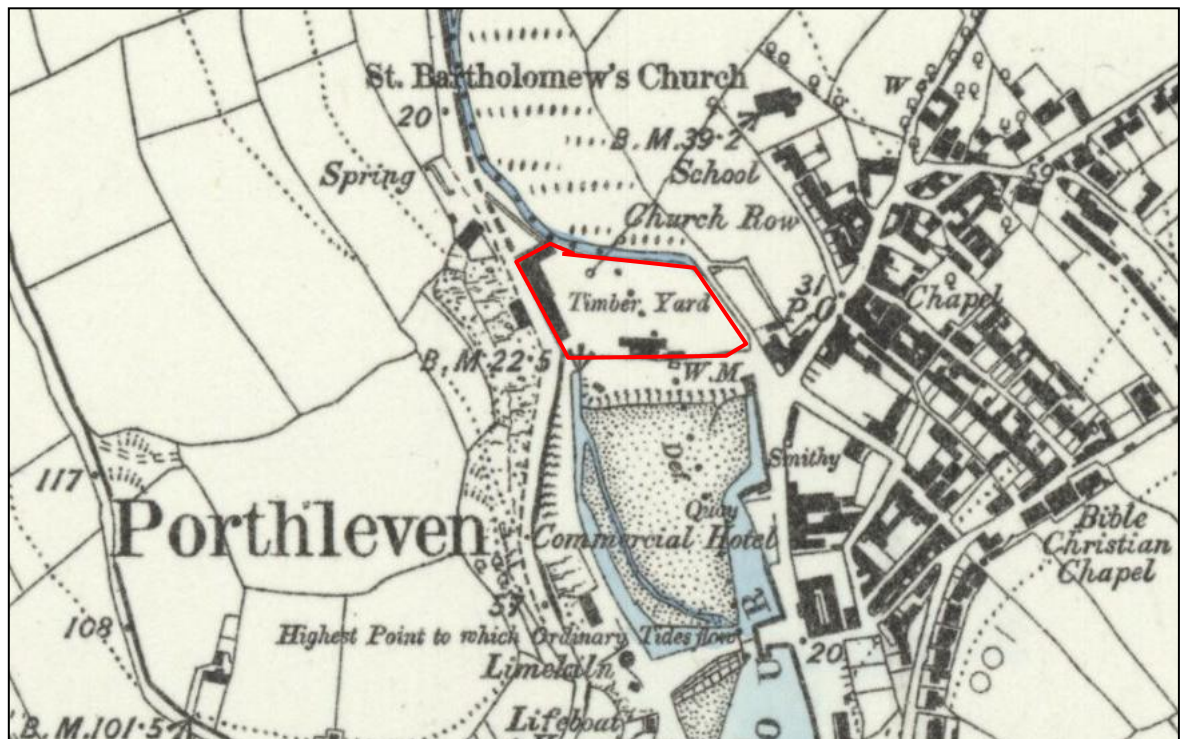 St. Bartholomew's Church
W
20
B.M.39·2
Spring
School
59
Church Row
31
P.O.
Chapel
Timber Yard
B.M.22·5
W.M.
Smithy
117
Quay
Porthleven
Commercial Hotel
Bible
Christian
Chapel
57
R
108
Highest Point to which Ordinary Tides flow
20
Limekiln
U
Lifeboat
O
B.M.101·5